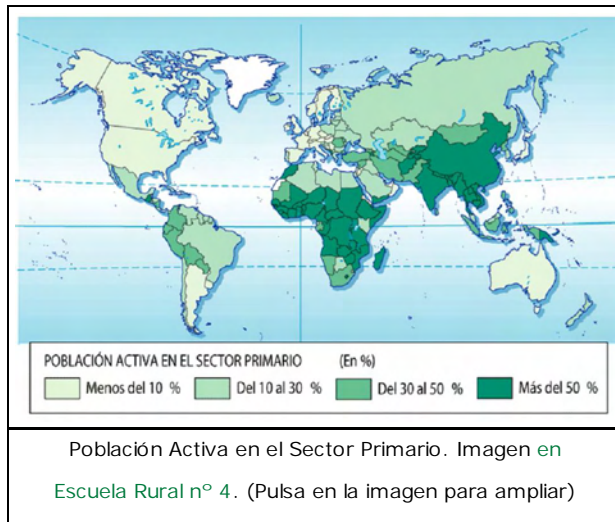 POBLACIÓN ACTIVA EN EL SECTOR PRIMARIO (En %)
Menos del 10 % Del 10 al 30 % Del 30 al 50 % Más del 50 %
Población Activa en el Sector Primario. Imagen en
Escuela Rural nº 4. (Pulsa en la imagen para ampliar)